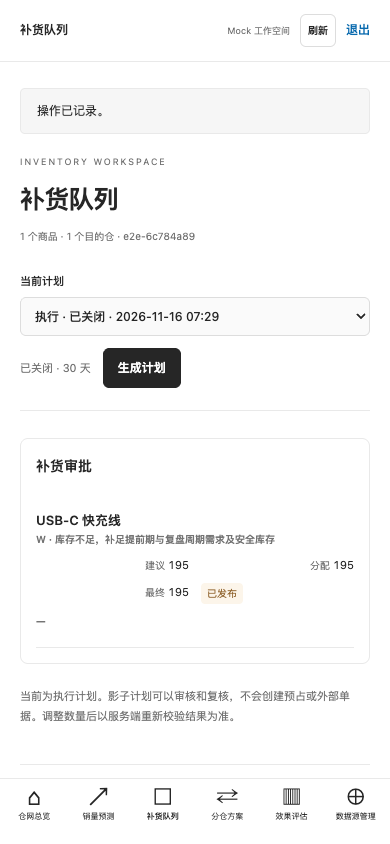 补货队列
Mock 工作空间 刷新 退出
操作已记录。
INVENTORY WORKSPACE
补货队列
1 个商品 · 1 个目的仓 · e2e-6c784a89
当前计划
执行 · 已关闭 · 2026-11-16 07:29
已关闭 · 30 天 生成计划
补货审批
USB-C 快充线
W · 库存不足，补足提前期与复盘周期需求及安全库存
建议 195 分配 195
最终 195 已发布
—
当前为执行计划。影子计划可以审核和复核，不会创建预占或外部单
据。调整数量后以服务端重新校验结果为准。
仓网总览 销量预测 补货队列 分仓方案 效果评估 数据源管理